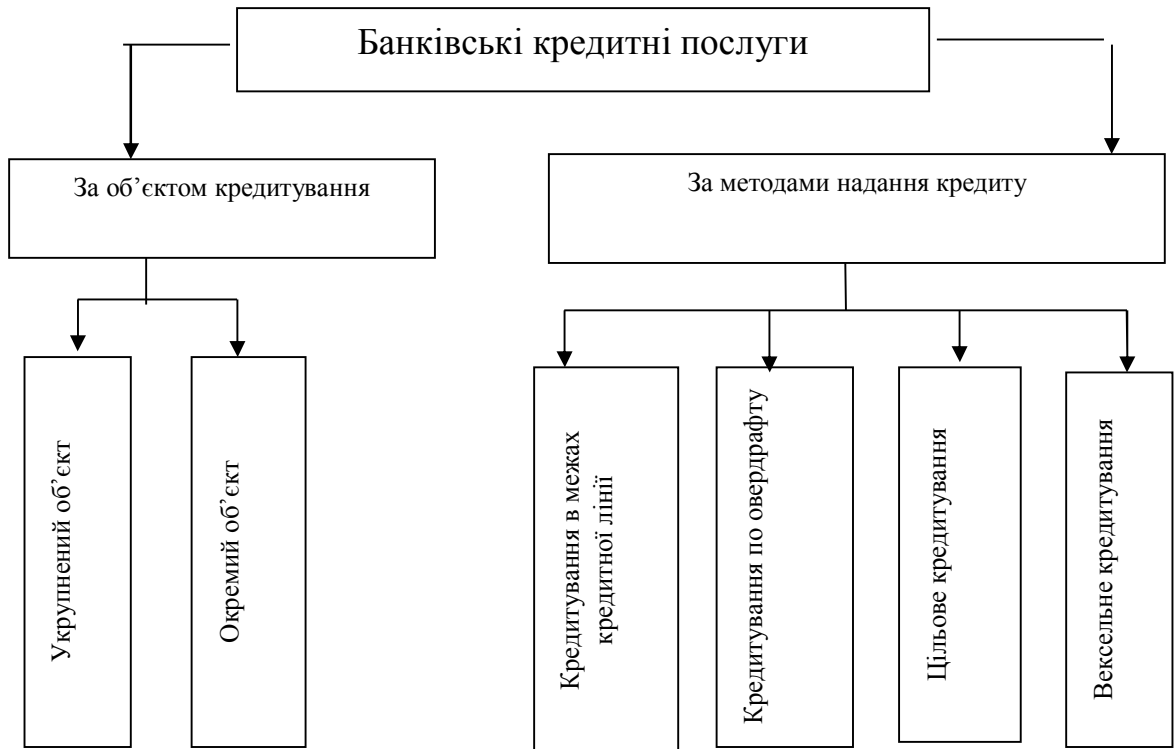 Банківські кредитні послуги
За об’єктом кредитування
За методами надання кредиту
Укрупнений об’єкт
Окремий об’єкт
Кредитування в межах
кредитної лінії
Кредитування по овердрафту
Цільове кредитування
Вексельне кредитування